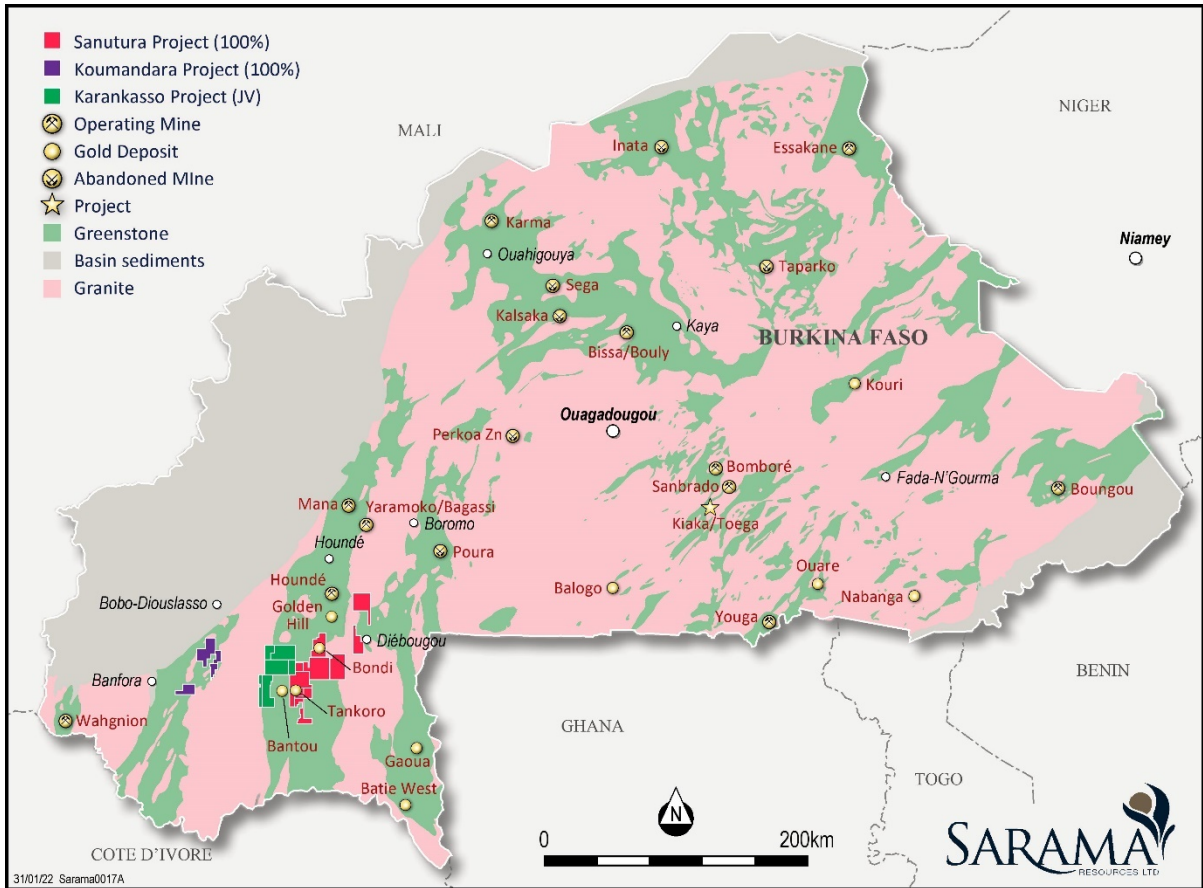 Sanutura Project (100%)
Koumandara Project (100%)
Karankasso Project (JV)
Operating Mine
Gold Deposit
Abandoned MIne
Project
Greenstone
Basin sediments
Granite
MALI
NIGER
Inata
Essakane
Karma
Ouahigouya
Niamey
Taparko
Sega
Kalsaka
Kaya
Bissa/Bouly
BURKINA FASO
Kouri
Ouagadougou
Perkoa Zn
Bomboré
Sanbrado
Fada-N'Gourma
Boungou
Kiaka/Toega
Mana
Yaramoko/Bagassi
Boromo
Houndé
Poura
Houndé
Golden
Hill
Bobo-Dioulasso
Balogo
Ouare
Nabanga
Youga
Diébougou
Bondi
Banfora
Tankoro
Bantou
Wahgnion
Gaoua
Batie West
GHANA
BENIN
TOGO
COTE D'IVORE
N
0
200km
SARAMA
RESOURCES LTD
31/01/22 Sarama0017A